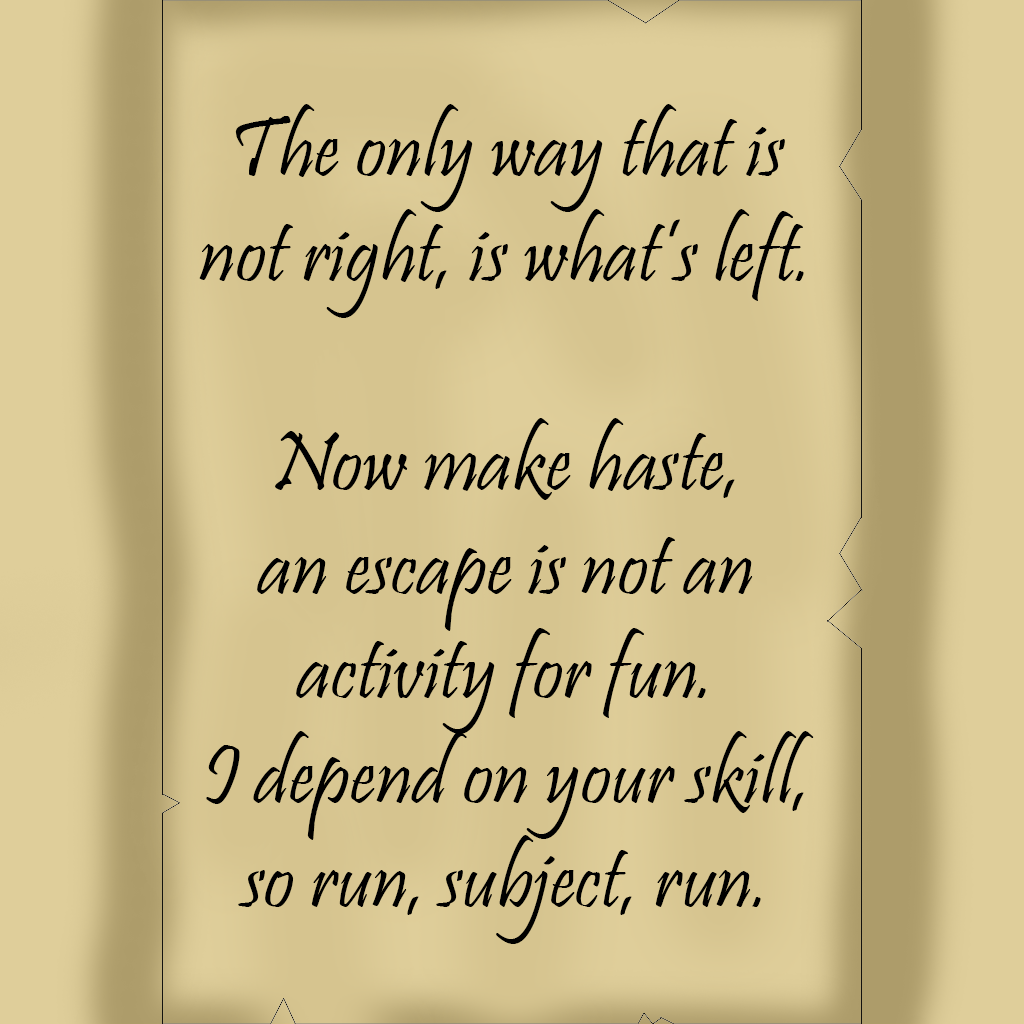 The only way that is
not right, is what's left.
Now make haste,
an escape is not an
activity for fun.
I depend on your skill,
so run, subject, run.